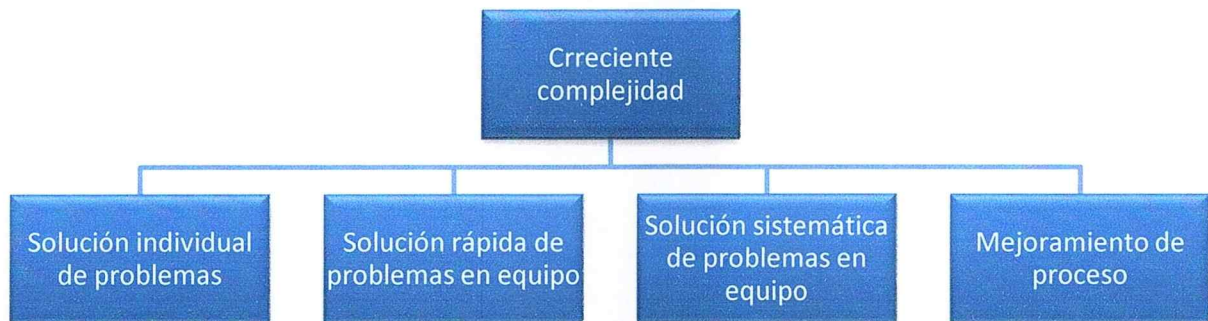 Crreciente
complejidad
Solución individual
de problemas
Solución rápida de
problemas en equipo
Solución sistemática
de problemas en
equipo
Mejoramiento de
proceso